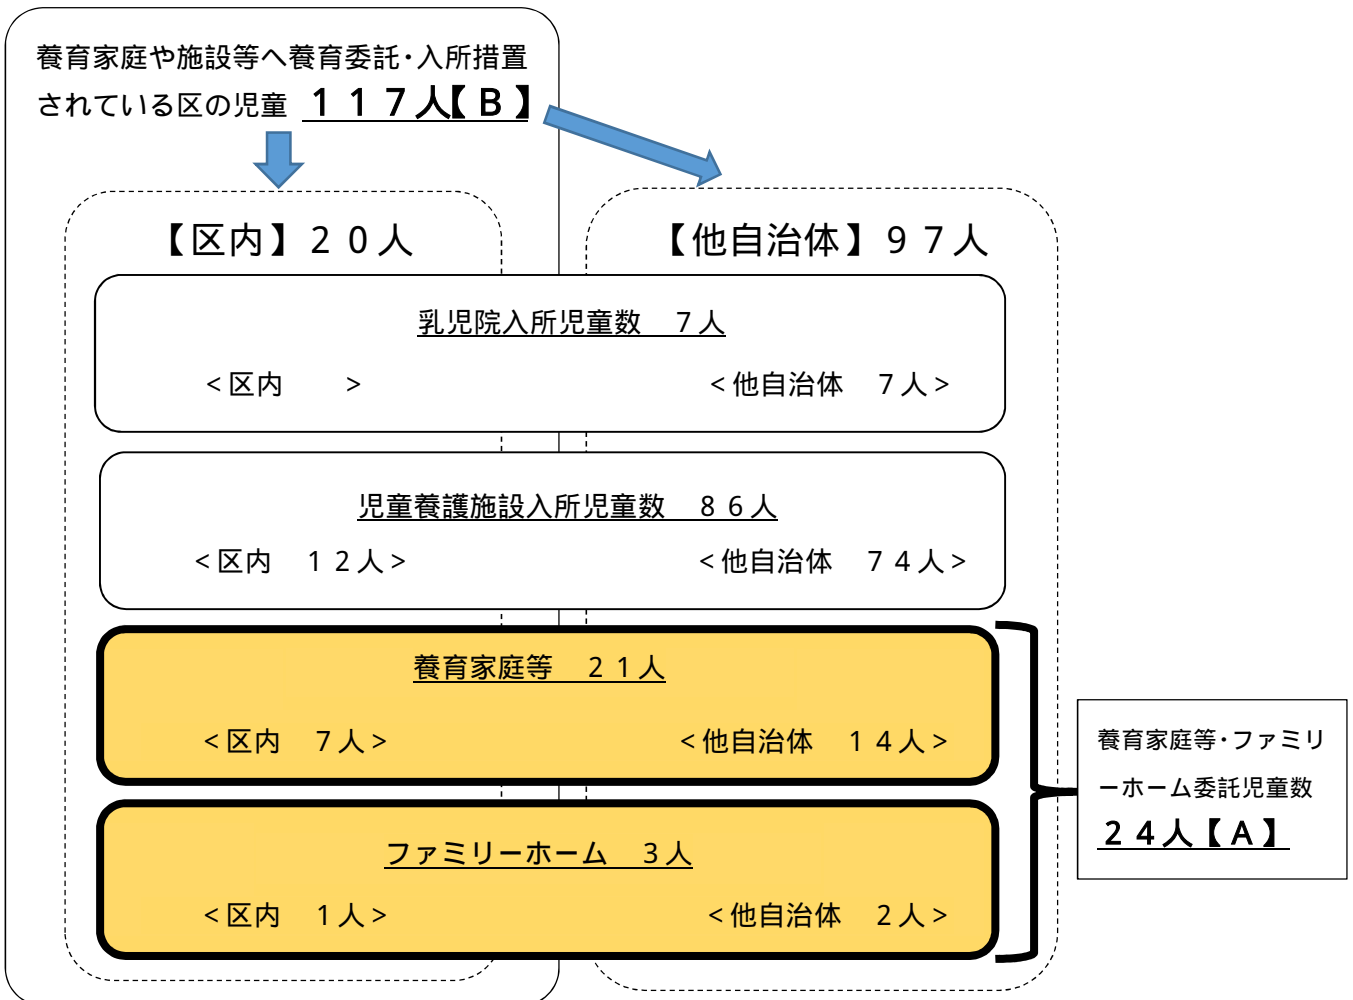 養育家庭や施設等へ養育委託・入所措置
されている区の児童 １１７人【Ｂ】
【区内】２０人
【他自治体】９７人
乳児院入所児童数　７人
＜区内　　＞
＜他自治体　７人＞
児童養護施設入所児童数　８６人
＜区内　１２人＞
＜他自治体　７４人＞
養育家庭等　２１人
＜区内　７人＞
＜他自治体　１４人＞
ファミリーホーム　３人
＜区内　１人＞
＜他自治体　２人＞
養育家庭等・ファミリ
ーホーム委託児童数
２４人【Ａ】